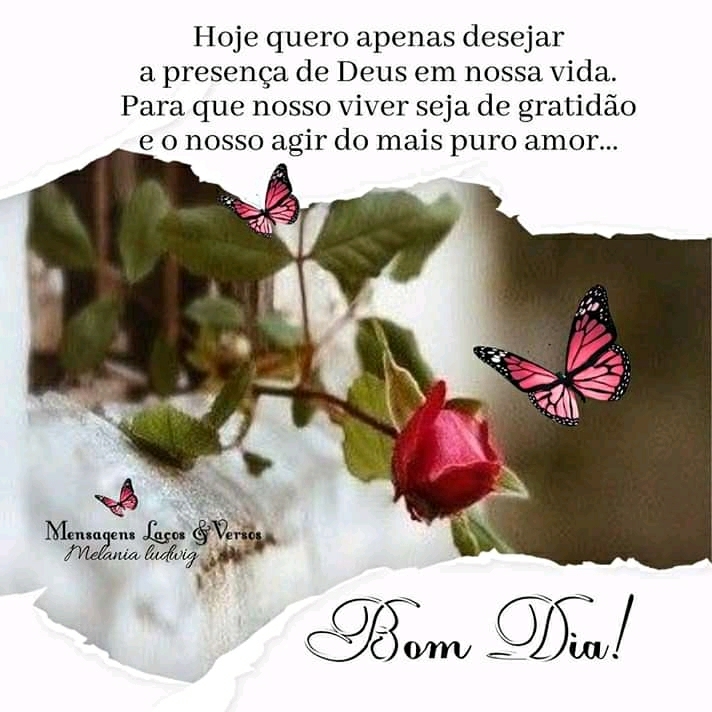 Hoje quero apenas desejar
a presença de Deus em nossa vida.
Para que nosso viver seja de gratidão
e o nosso agir do mais puro amor...
Mensagens Laços & Versos
Melania ludwig
Bom Dia!